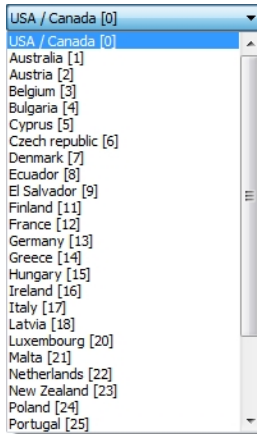 USA / Canada [0]
USA / Canada [0]
Australia [1]
Austria [2]
Belgium [3]
Bulgaria [4]
Cyprus [5]
Czech republic [6]
Denmark [7]
Ecuador [8]
El Salvador [9]
Finland [11]
France [12]
Germany [13]
Greece [14]
Hungary [15]
Ireland [16]
Italy [17]
Latvia [18]
Luxembourg [20]
Malta [21]
Netherlands [22]
New Zealand [23]
Poland [24]
Portugal [25]